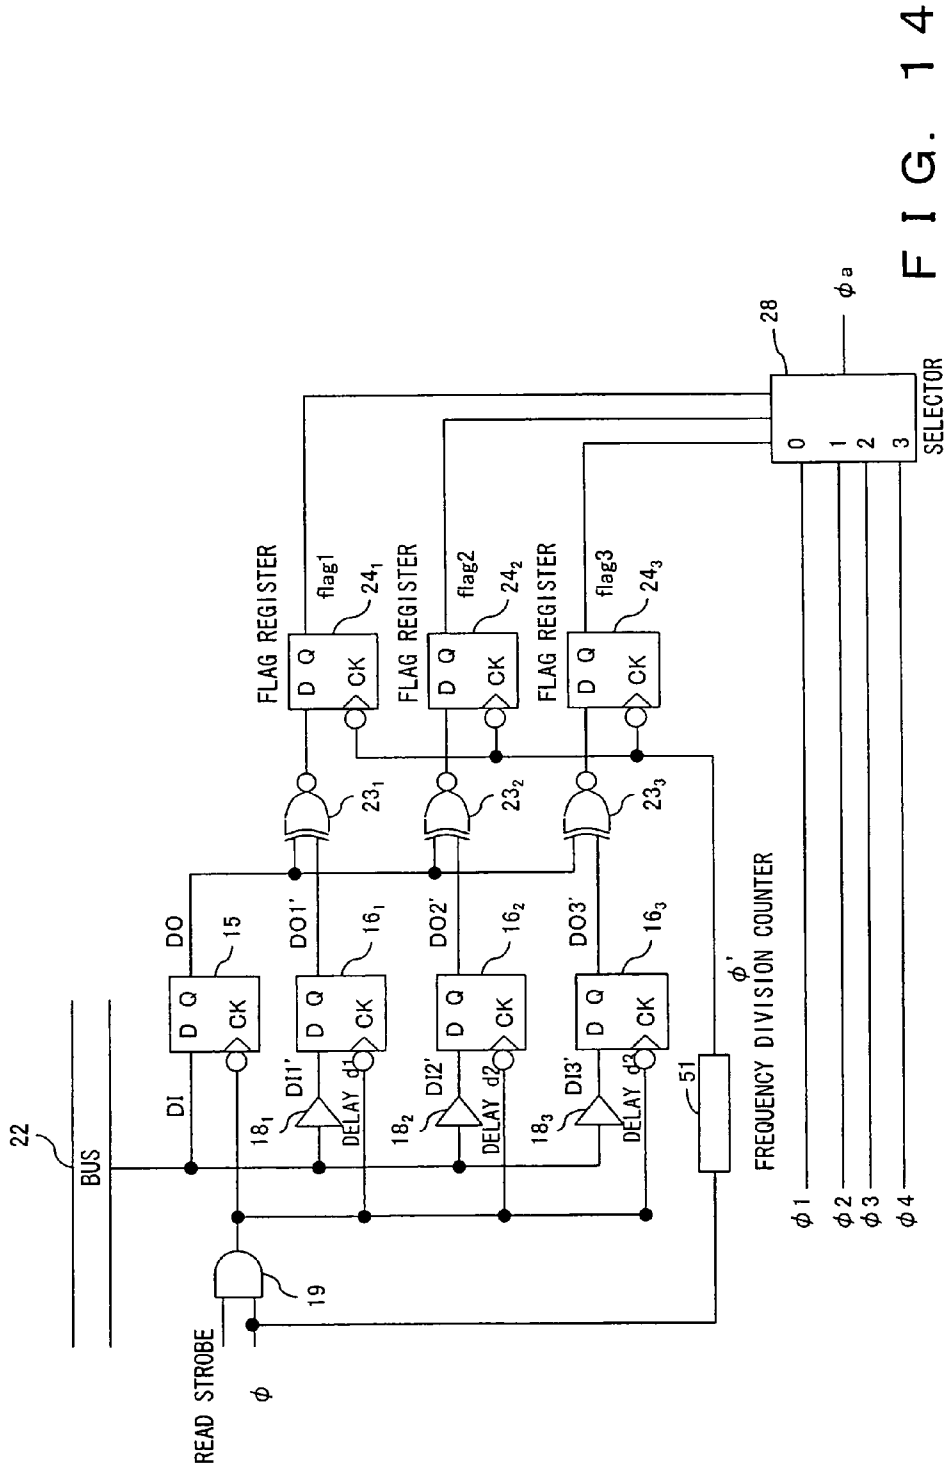 22
BUS
READ STROBE
ϕ
19
DI
D Q
CK
15
DO
18₁
DI1'
DELAY d1
D Q
CK
16₁
DO1'
18₂
DI2'
DELAY d2
D Q
CK
16₂
DO2'
18₃
DI3'
DELAY d3
D Q
CK
16₃
DO3'
23₁
23₂
23₃
FLAG REGISTER
D Q
CK
flag1
24₁
FLAG REGISTER
D Q
CK
flag2
24₂
FLAG REGISTER
D Q
CK
flag3
24₃
51
ϕ'
FREQUENCY DIVISION COUNTER
ϕ1
ϕ2
ϕ3
ϕ4
0
1
2
3
28
ϕa
SELECTOR
FIG. 14